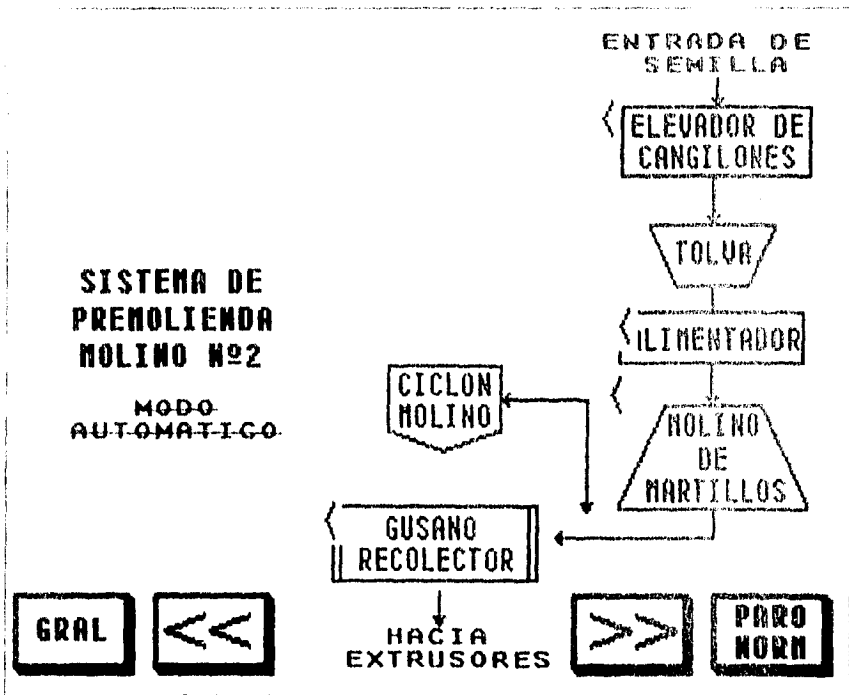 ENTRADA DE
SEMILLA
ELEVADOR DE
CANGILONES
TOLVA
SISTEMA DE
PREMOLIENDA
MOLINO Nº2
MODO
AUTOMATICO
ALIMENTADOR
CICLON
MOLINO
MOLINO
DE
MARTILLOS
GUSANO
RECOLECTOR
GRAL
<<
HACIA
EXTRUSORES
>>
PARO
NORM